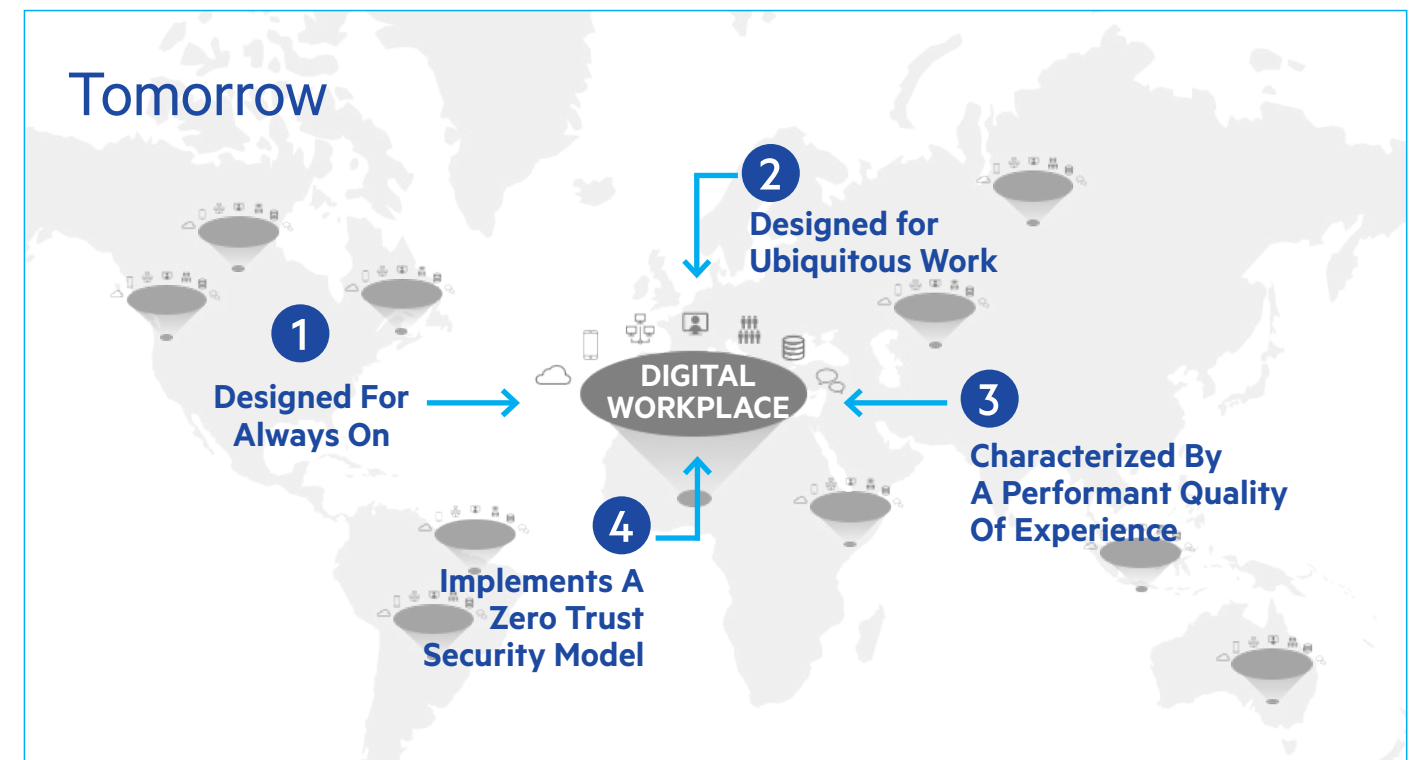 Tomorrow
1
Designed For
Always On
2
Designed for
Ubiquitous Work
DIGITAL
WORKPLACE
3
Characterized By
A Performant Quality
Of Experience
4
Implements A
Zero Trust
Security Model